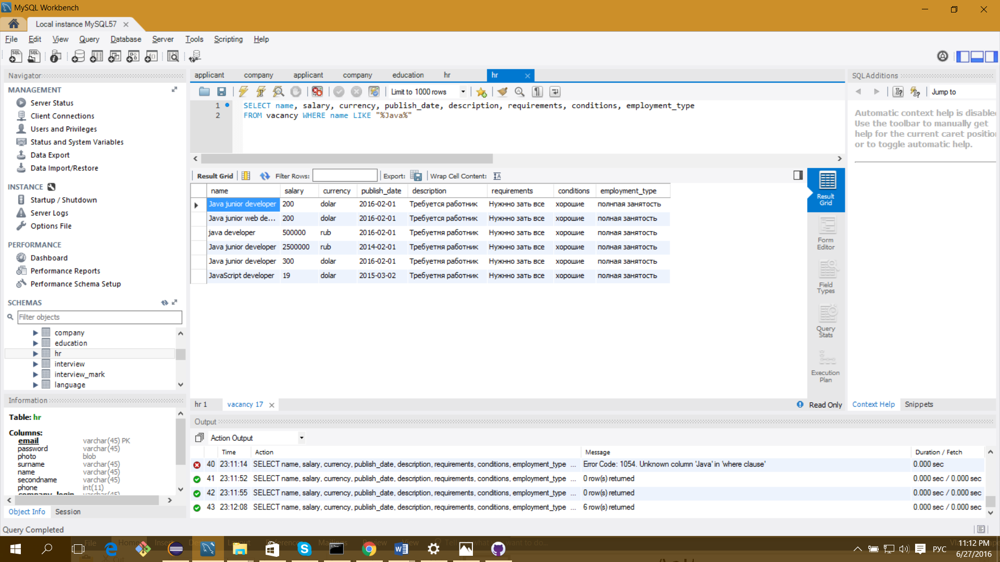 MySQL Workbench
Local instance MySQL57
File Edit View Query Database Server Tools Scripting Help
Navigator
MANAGEMENT
Server Status
Client Connections
Users and Privileges
Status and System Variables
Data Export
Data Import/Restore
INSTANCE
Startup / Shutdown
Server Logs
Options File
PERFORMANCE
Dashboard
Performance Reports
Performance Schema Setup
SCHEMAS
Filter objects
company
education
hr
interview
interview_mark
language
Information
Table: hr
Columns:
email varchar(45) PK
password varchar(45)
photo blob
surname varchar(45)
name varchar(45)
secondname varchar(45)
phone int(11)
company_login varchar(45)
Object Info Session
applicant company applicant company education hr hr
Limit to 1000 rows
1 SELECT name, salary, currency, publish_date, description, requirements, conditions, employment_type
2 FROM vacancy WHERE name LIKE "%Java%"
Result Grid Filter Rows: Export: Wrap Cell Content:
name salary currency publish_date description requirements conditions employment_type
Java junior developer 200 dolar 2016-02-01 Требуется работник Нужнно зать все хорошие полнпая занятость
Java junior web de... 200 dolar 2016-02-01 Требуется работник Нужнно зать все хорошие полная занятость
java developer 500000 rub 2016-02-01 Требуетмя работник Нужнно зать все хорошие полная занятость
Java junior developer 2500000 rub 2014-02-01 Требуетмя работник Нужнно зать все хорошие полная занятость
Java junior developer 300 dolar 2016-02-01 Требуетмя работник Нужнно зать все хорошие полная занятость
JavaScript developer 19 dolar 2015-03-02 Требуетмя работник Нужнно зать все хорошие полная занятость
Result Grid
Form Editor
Field Types
Query Stats
Execution Plan
hr 1 vacancy 17 Read Only
SQLAdditions
Jump to
Automatic context help is disable
Use the toolbar to manually get
help for the current caret positio
or to toggle automatic help.
Context Help Snippets
Output
Action Output
Time Action Message Duration / Fetch
40 23:11:14 SELECT name, salary, currency, publish_date, description, requirements, conditions, employment_type ... Error Code: 1054. Unknown column 'Java' in 'where clause' 0.000 sec
41 23:11:52 SELECT name, salary, currency, publish_date, description, requirements, conditions, employment_type ... 0 row(s) returned 0.000 sec / 0.000 sec
42 23:11:55 SELECT name, salary, currency, publish_date, description, requirements, conditions, employment_type ... 0 row(s) returned 0.000 sec / 0.000 sec
43 23:12:08 SELECT name, salary, currency, publish_date, description, requirements, conditions, employment_type ... 6 row(s) returned 0.000 sec / 0.000 sec
Query Completed
РУС
11:12 PM
6/27/2016